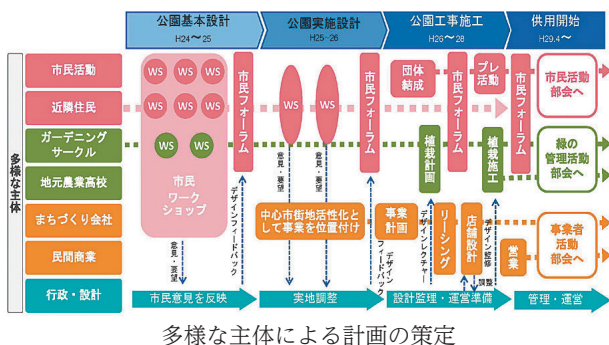 公園基本設計
H24～25
公園実施設計
H25~26
公園工事施工
H26～28
供用開始
H29.4～
多様な主体
市民活動
近隣住民
ガーデニング
サークル
地元農業高校
まちづくり会社
民間商業
行政・設計
WS WS WS
WS WS WS
WS WS
市民
ワーク
ショップ
意見・要望
市民フォーラム
デザインフィードバック
WS WS
意見・要望
意見・要望
中心市街地活性化と
して事業を位置付け
市民フォーラム
デザイン
フィードバック
団体
結成
プレ
活動
市民フォーラム
市民フォーラム
植栽計画
植栽施工
事業
計画
デザインレクチャー
リーシング
店舗設計
デザイン監修
調整
営業
市民活動
部会へ
緑の
管理活動
部会へ
事業者
活動
部会へ
市民意見を反映
実地調整
設計監理・運営準備
管理・運営
多様な主体による計画の策定